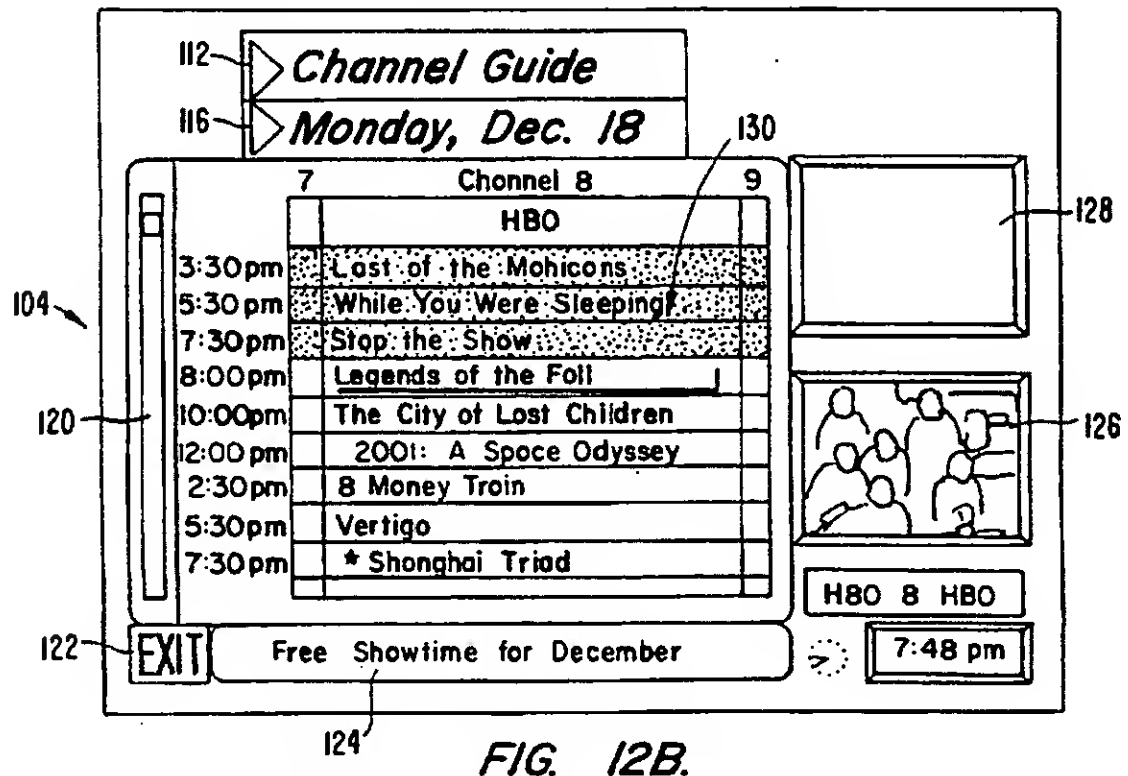 112 Channel Guide
116 Monday, Dec. 18
130
7 Chonnel 8 9
HBO
128
3:30pm Last of the Mohicons
104
5:30pm While You Were Sleeping
7:30pm Stop the Show
8:00pm Legends of the Foll
120
10:00pm The City of Lost Children
126
12:00 pm 2001: A Spoce Odyssey
2:30pm 8 Money Troin
5:30pm Vertigo
7:30pm * Shonghai Triad
H80 8 HBO
122 EXIT Free Showtime for December 7:48 pm
124
FIG. 12B.